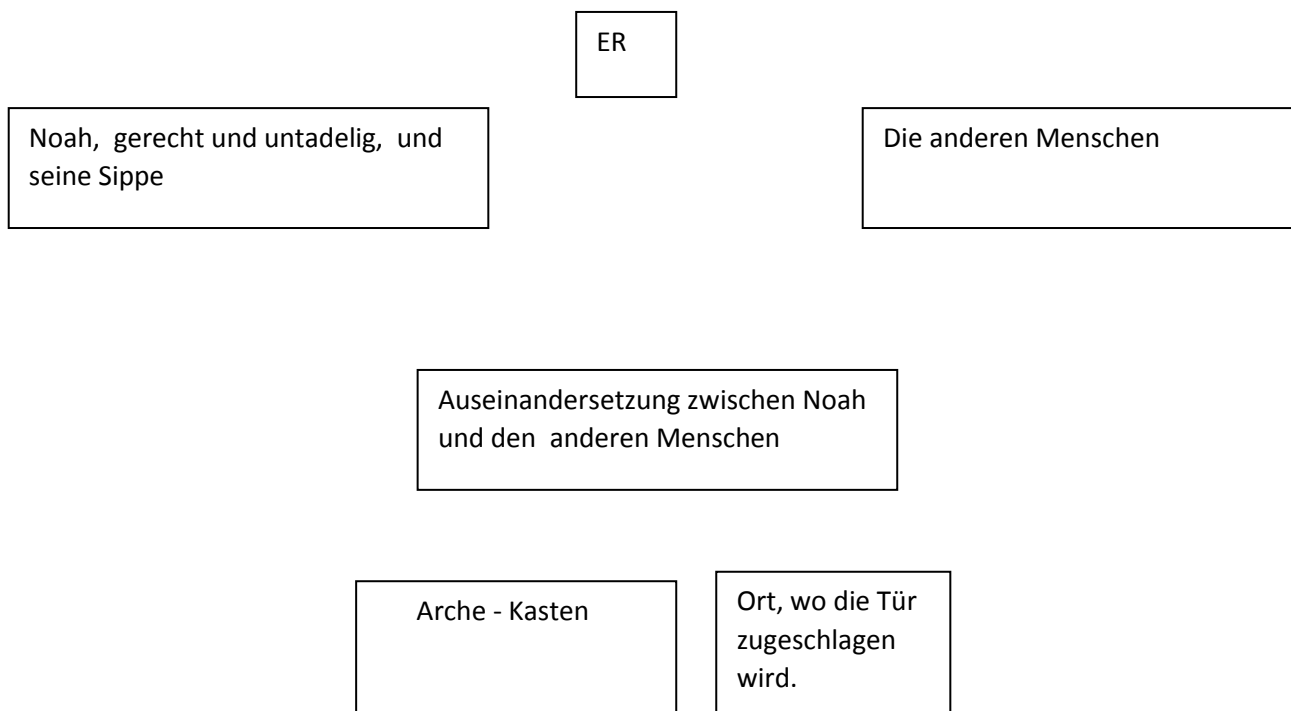 ER
Noah, gerecht und untadelig, und
seine Sippe
Die anderen Menschen
Auseinandersetzung zwischen Noah
und den anderen Menschen
Arche - Kasten
Ort, wo die Tür
zugeschlagen
wird.